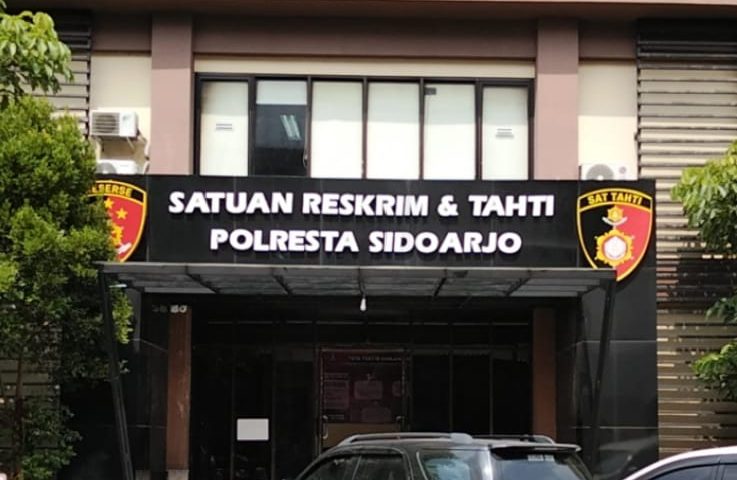 SATUAN RESKRIM & TAHTI
POLRESTA SIDOARJO
SAT TAHTI